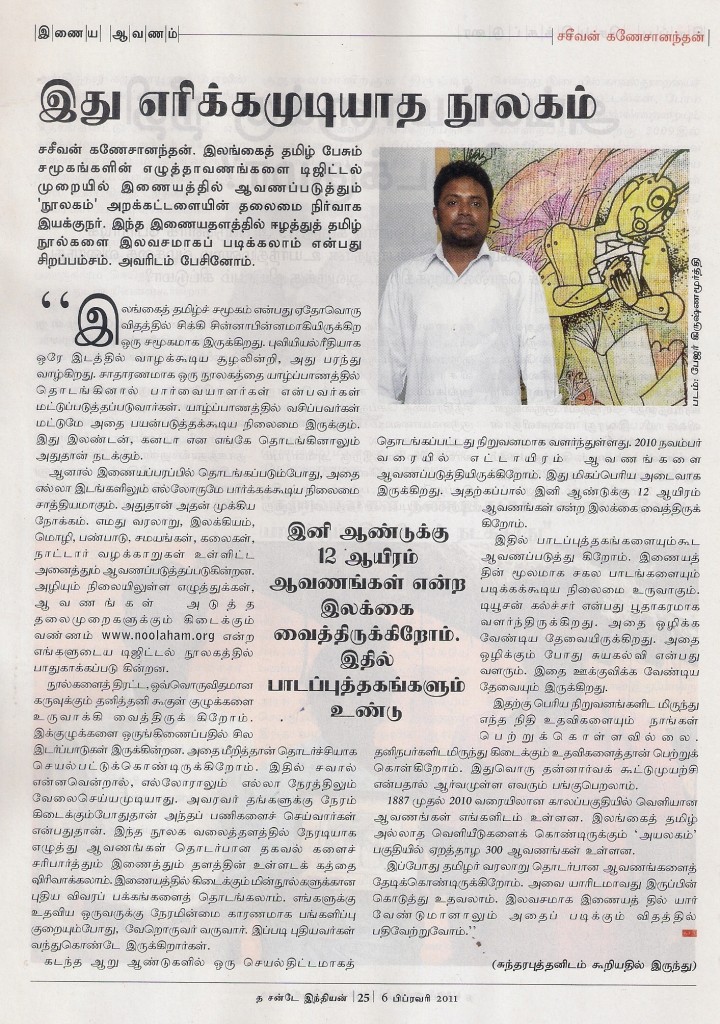 இணைய ஆவணம்
சசீவன் கணேசானந்தன்
இது எரிக்கமுடியாத நூலகம்
சசீவன் கணேசானந்தன். இலங்கைத் தமிழ் பேசும்
சமூகங்களின் எழுத்தாவணங்களை டிஜிட்டல்
முறையில் இணையத்தில் ஆவணப்படுத்தும்
'நூலகம்' அறக்கட்டளையின் தலைமை நிர்வாக
இயக்குநர். இந்த இணையதளத்தில் ஈழத்துத் தமிழ்
நூல்களை இலவசமாகப் படிக்கலாம் என்பது
சிறப்பம்சம். அவரிடம் பேசினோம்.
படம்: பேஜர் கிருஷ்ணமூர்த்தி
“இலங்கைத் தமிழ்ச் சமூகம் என்பது ஏதோவொரு
விதத்தில் சிக்கி சின்னாபின்னமாகியிருக்கிற
ஒரு சமூகமாக இருக்கிறது. புவியியல்ரீதியாக
ஒரே இடத்தில் வாழக்கூடிய சூழலின்றி, அது பரந்து
வாழ்கிறது. சாதாரணமாக ஒரு நூலகத்தை யாழ்ப்பாணத்தில்
தொடங்கினால் பார்வையாளர்கள் என்பவர்கள்
மட்டுப்படுத்தப்படுவார்கள். யாழ்ப்பாணத்தில் வசிப்பவர்கள்
மட்டுமே அதை பயன்படுத்தக்கூடிய நிலைமை இருக்கும்.
இது இலண்டன், கனடா என எங்கே தொடங்கினாலும்
அதுதான் நடக்கும்.
ஆனால் இணையப்பரப்பில் தொடங்கப்படும்போது, அதை
எல்லா இடங்களிலும் எல்லோருமே பார்க்கக்கூடிய நிலைமை
சாத்தியமாகும். அதுதான் அதன் முக்கிய
நோக்கம். எமது வரலாறு, இலக்கியம்,
மொழி, பண்பாடு, சமயங்கள், கலைகள்,
நாட்டார் வழக்காறுகள் உள்ளிட்ட
அனைத்தும் ஆவணப்படுத்தப்படுகின்றன.
அழியும் நிலையிலுள்ள எழுத்துக்கள்,
ஆவணங்கள் அடுத்த
தலைமுறைகளுக்கும் கிடைக்கும்
வண்ணம் www.noolaham.org என்ற
எங்களுடைய டிஜிட்டல் நூலகத்தில்
பாதுகாக்கப்படு கின்றன.
நூல்களைத் திரட்ட, ஒவ்வொருவிதமான
கருவுக்கும் தனித்தனி கூகுள் குழுக்களை
உருவாக்கி வைத்திருக் கிறோம்.
இக்குழுக்களை ஒருங்கிணைப்பதில் சில
இடர்ப்பாடுகள் இருக்கின்றன. அதை மீறித்தான் தொடர்ச்சியாக
செயல்பட்டுக்கொண்டிருக்கிறோம். இதில் சவால்
என்னவென்றால், எல்லோராலும் எல்லா நேரத்திலும்
வேலைசெய்யமுடியாது. அவரவர் தங்களுக்கு நேரம்
கிடைக்கும்போதுதான் அந்தப் பணிகளைச் செய்வார்கள்
என்பதுதான். இந்த நூலக வலைத்தளத்தில் நேரடியாக
எழுத்து ஆவணங்கள் தொடர்பான தகவல் களைச்
சரிபார்த்தும் இணைத்தும் தளத்தின் உள்ளடக் கத்தை
விரிவாக்கலாம். இணையத்தில் கிடைக்கும் மின்நூல்களுக்கான
புதிய விவரப் பக்கங்களைத் தொடங்கலாம். எங்களுக்கு
உதவிய ஒருவருக்கு நேரமின்மை காரணமாக பங்களிப்பு
குறையும்போது, வேறொருவர் வருவார். இப்படி புதியவர்கள்
வந்துகொண்டே இருக்கிறார்கள்.
கடந்த ஆறு ஆண்டுகளில் ஒரு செயல்திட்டமாகத்
இனி ஆண்டுக்கு
12 ஆயிரம்
ஆவணங்கள் என்ற
இலக்கை
வைத்திருக்கிறோம்.
இதில்
பாடப்புத்தகங்களும்
உண்டு
தொடங்கப்பட்டது நிறுவனமாக வளர்ந்துள்ளது. 2010 நவம்பர்
வரையில் எட்டாயிரம் ஆவணங்களை
ஆவணப்படுத்தியிருக்கிறோம். இது மிகப்பெரிய அடைவாக
இருக்கிறது. அதற்கப்பால் இனி ஆண்டுக்கு 12 ஆயிரம்
ஆவணங்கள் என்ற இலக்கை வைத்திருக்
கிறோம்.
இதில் பாடப்புத்தகங்களையும்கூட
ஆவணப்படுத்து கிறோம். இணையத்
தின் மூலமாக சகல பாடங்களையும்
படிக்கக்கூடிய நிலைமை உருவாகும்.
டியூசன் கல்ச்சர் என்பது பூதாகரமாக
வளர்ந்திருக்கிறது. அதை ஒழிக்க
வேண்டிய தேவையிருக்கிறது. அதை
ஒழிக்கும் போது சுயகல்வி என்பது
வளரும். இதை ஊக்குவிக்க வேண்டிய
தேவையும் இருக்கிறது.
இதற்கு பெரிய நிறுவனங்களிட மிருந்து
எந்த நிதி உதவிகளையும் நாங்கள்
பெற்றுக்கொள்ளவில்லை.
தனிநபர்களிடமிருந்து கிடைக்கும் உதவிகளைத்தான் பெற்றுக்
கொள்கிறோம். இதுவொரு தன்னார்வக் கூட்டுமுயற்சி
என்பதால் ஆர்வமுள்ள எவரும் பங்குபெறலாம்.
1887 முதல் 2010 வரையிலான காலப்பகுதியில் வெளியான
ஆவணங்கள் எங்களிடம் உள்ளன. இலங்கைத் தமிழ்
அல்லாத வெளியீடுகளைக் கொண்டிருக்கும் ‘அயலகம்’
பகுதியில் ஏறத்தாழ 300 ஆவணங்கள் உள்ளன.
இப்போது தமிழர் வரலாறு தொடர்பான ஆவணங்களைத்
தேடிக்கொண்டிருக்கிறோம். அவை யாரிடமாவது இருப்பின்
கொடுத்து உதவலாம். இலவசமாக இணையத் தில் யார்
வேண்டுமானாலும் அதைப் படிக்கும் விதத்தில்
பதிவேற்றுவோம்.”
(சுந்தரபுத்தனிடம் கூறியதில் இருந்து)
த சன்டே இந்தியன் |25| 6 பிப்ரவரி 2011